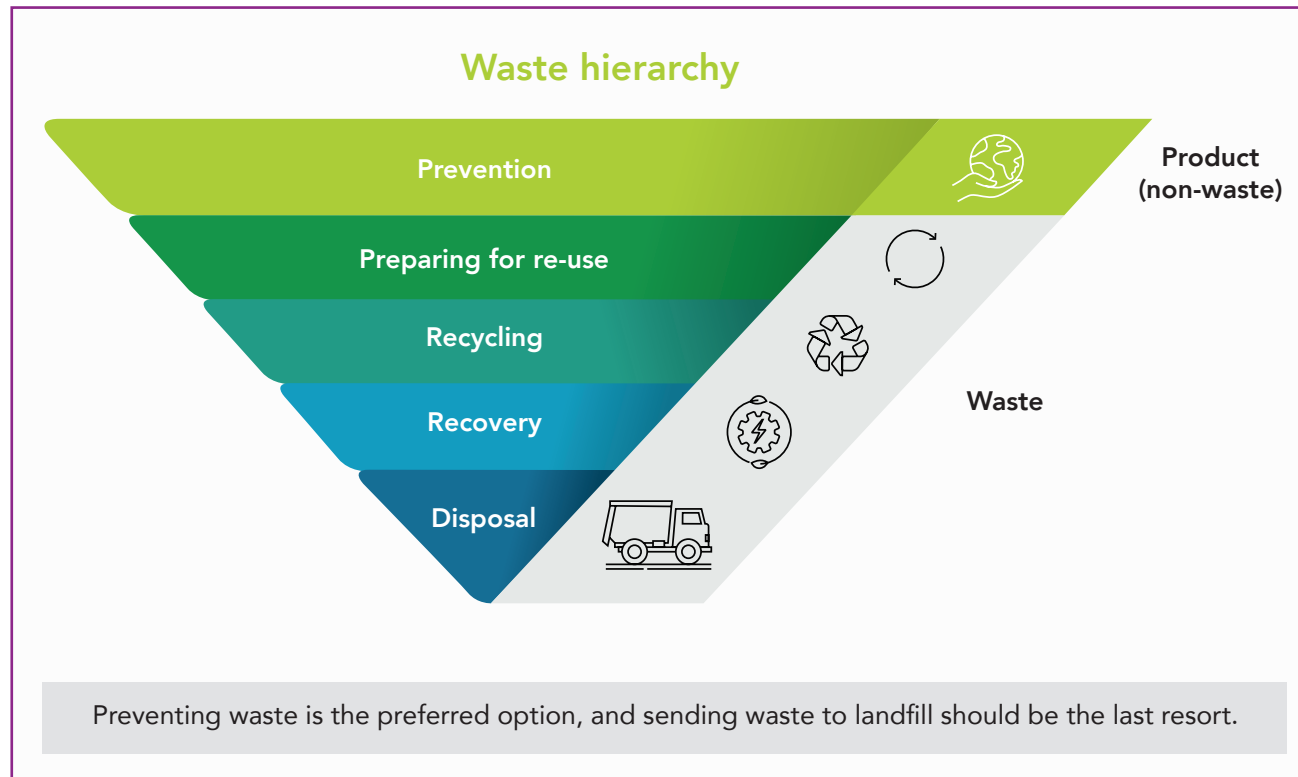 Waste hierarchy
Prevention
Product
(non-waste)
Preparing for re-use
Recycling
Waste
Recovery
Disposal
Preventing waste is the preferred option, and sending waste to landfill should be the last resort.